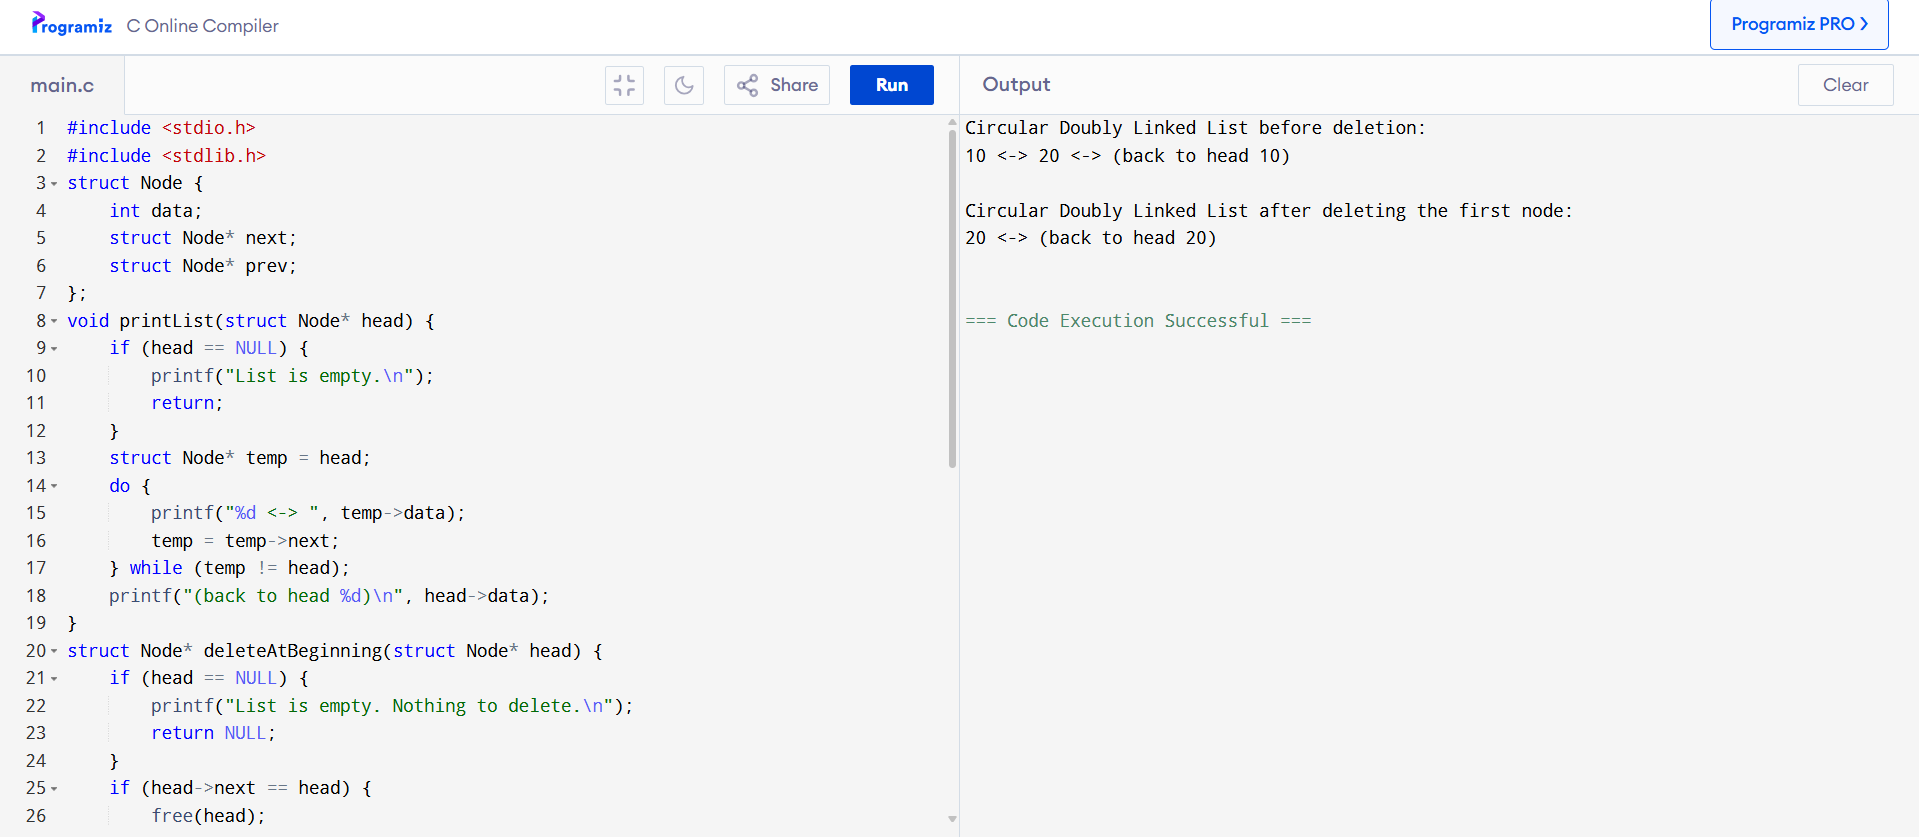 Programiz C Online Compiler
Programiz PRO >
main.c
Share
Run
Output
Clear
1 #include <stdio.h>
2 #include <stdlib.h>
3 struct Node {
4     int data;
5     struct Node* next;
6     struct Node* prev;
7 };
8 void printList(struct Node* head) {
9     if (head == NULL) {
10         printf("List is empty.\n");
11         return;
12     }
13     struct Node* temp = head;
14     do {
15         printf("%d <-> ", temp->data);
16         temp = temp->next;
17     } while (temp != head);
18     printf("(back to head %d)\n", head->data);
19 }
20 struct Node* deleteAtBeginning(struct Node* head) {
21     if (head == NULL) {
22         printf("List is empty. Nothing to delete.\n");
23         return NULL;
24     }
25     if (head->next == head) {
26         free(head);
Circular Doubly Linked List before deletion:
10 <-> 20 <-> (back to head 10)
Circular Doubly Linked List after deleting the first node:
20 <-> (back to head 20)
=== Code Execution Successful ===